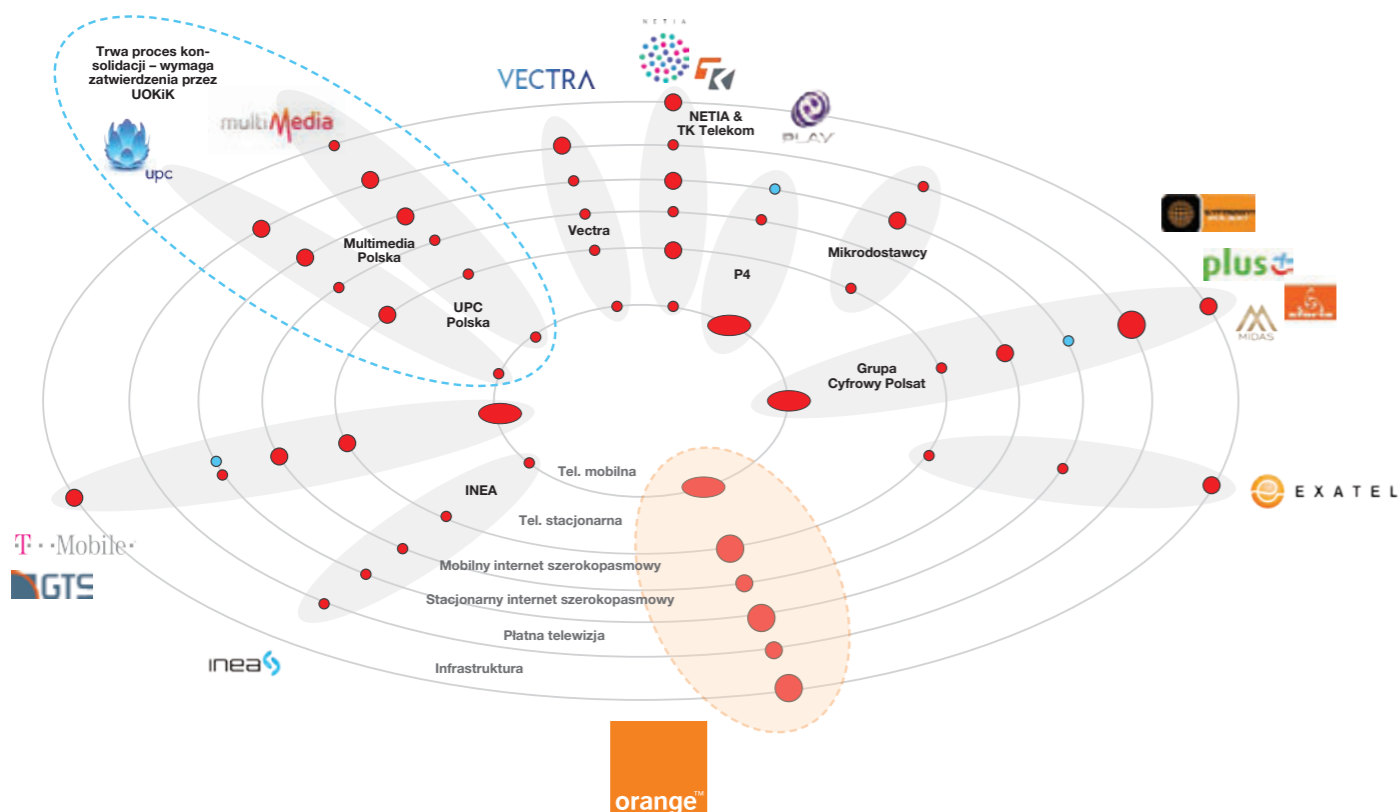 Trwa proces kon-
solidacji – wymaga
zatwierdzenia przez
UOKiK
multiMedia
upc
VECTRA
NETIA
TK
NETIA &
TK Telekom
PLAY
Multimedia
Polska
UPC
Polska
Vectra
P4
Mikrodostawcy
plus
MIDAS
Grupa
Cyfrowy Polsat
EXATEL
INEA
Tel. mobilna
Tel. stacjonarna
Mobilny internet szerokopasmowy
Stacjonarny internet szerokopasmowy
Płatna telewizja
Infrastruktura
T··Mobile·
GTS
inea
orange™